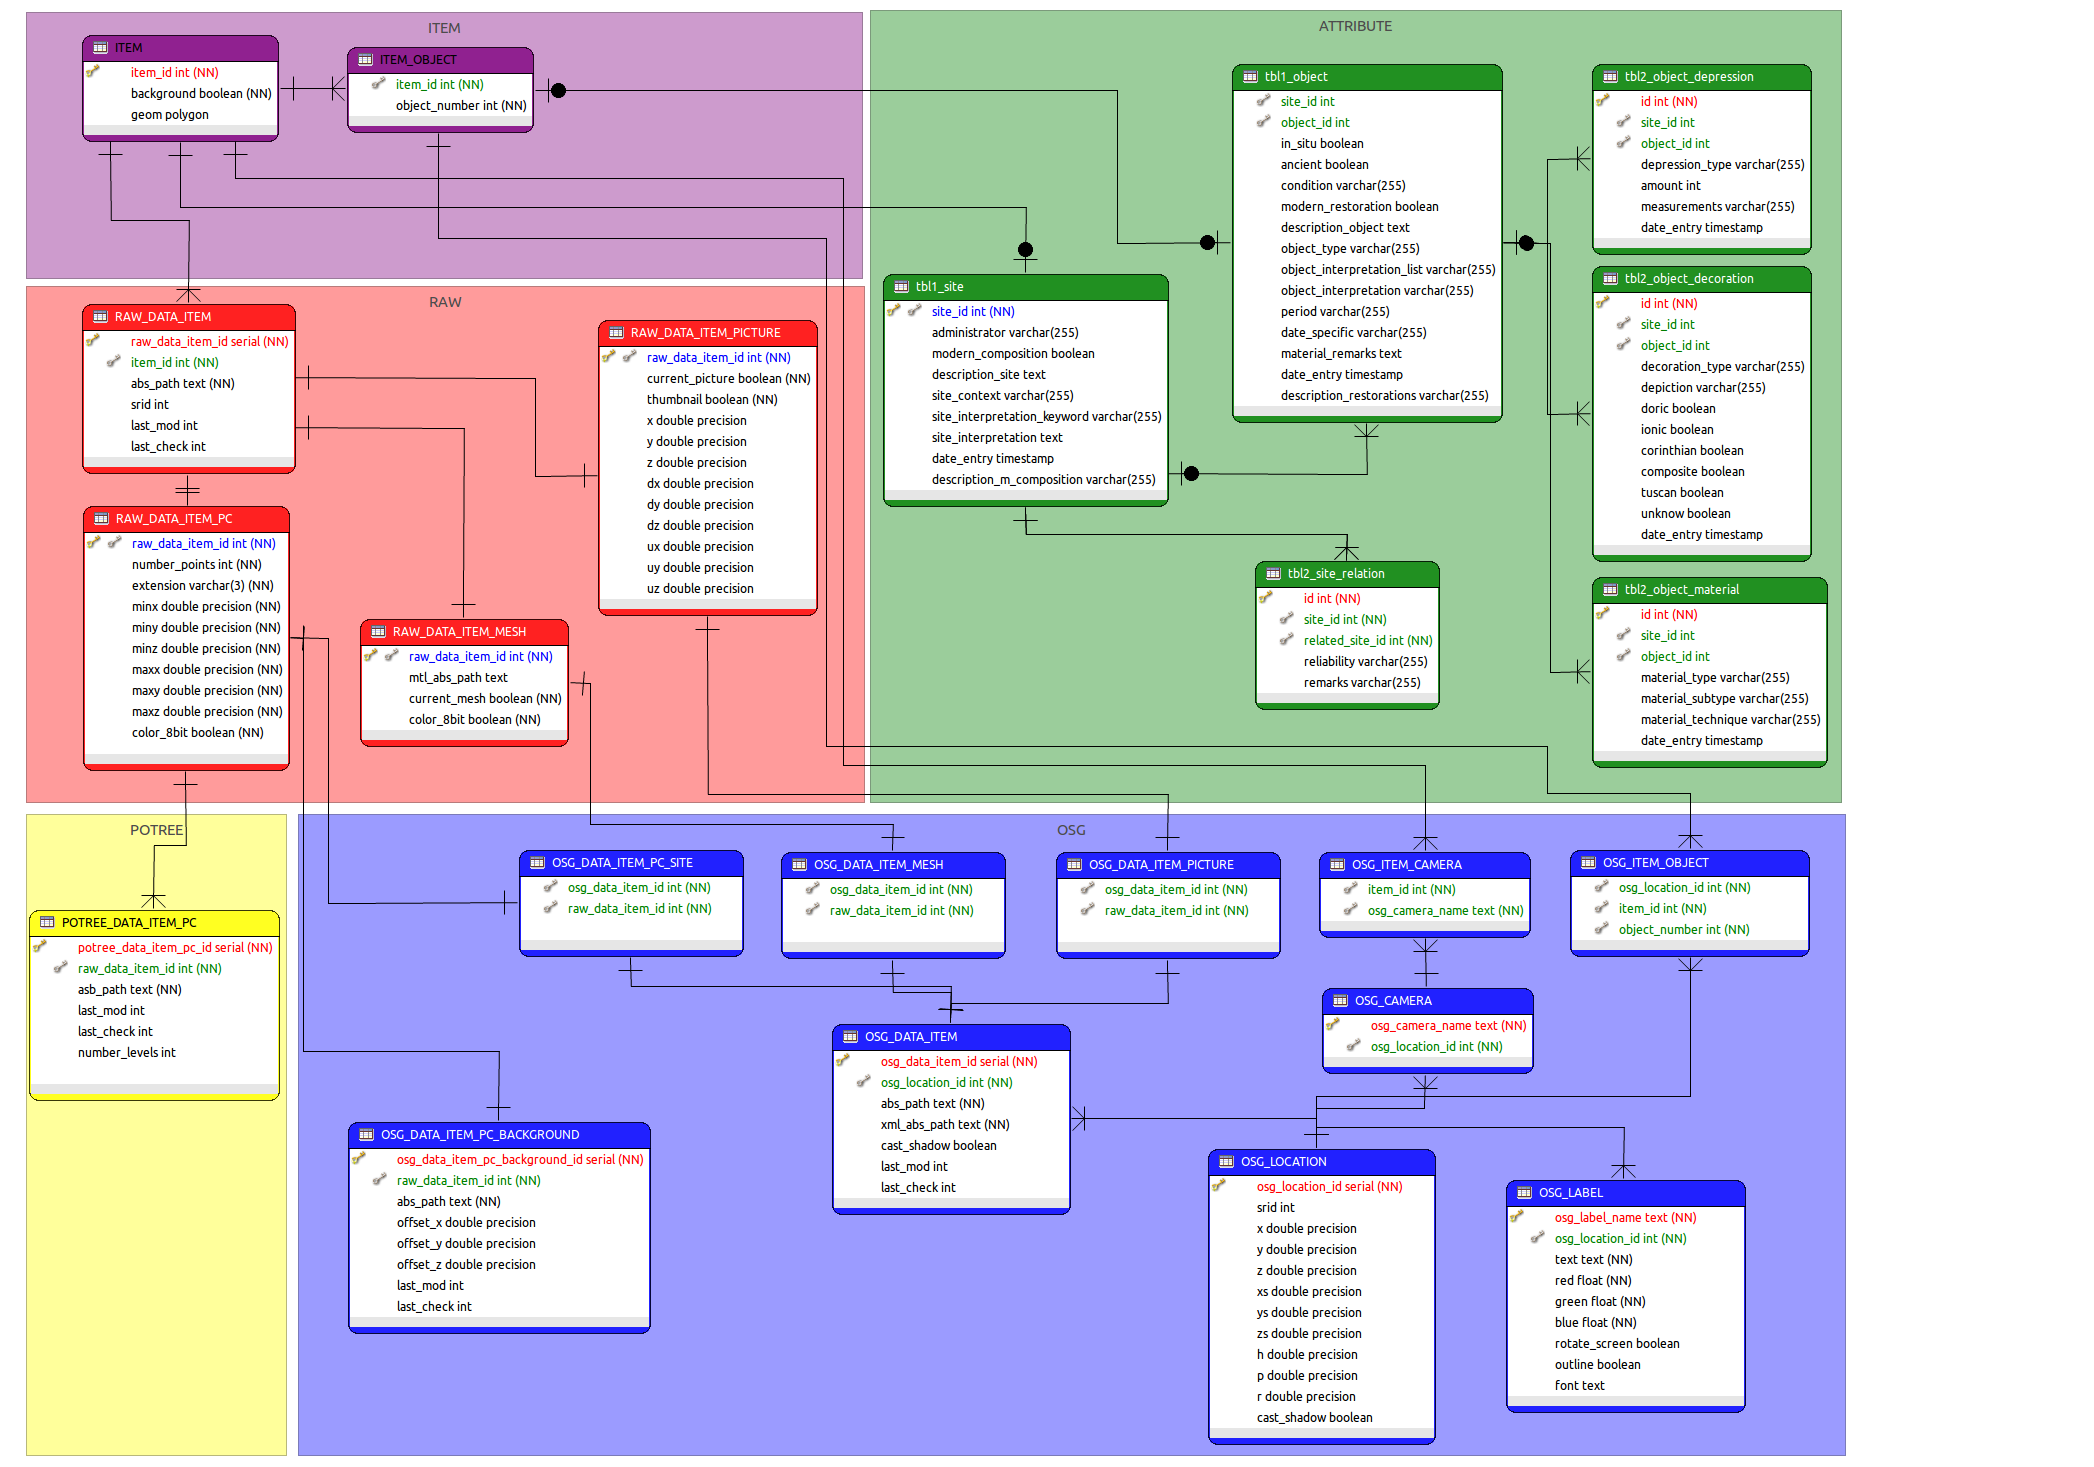 ITEM
ITEM
item_id int (NN)
background boolean (NN)
geom polygon
ITEM_OBJECT
item_id int (NN)
object_number int (NN)
RAW
RAW_DATA_ITEM
raw_data_item_id serial (NN)
item_id int (NN)
abs_path text (NN)
srid int
last_mod int
last_check int
RAW_DATA_ITEM_PICTURE
raw_data_item_id int (NN)
current_picture boolean (NN)
thumbnail boolean (NN)
x double precision
y double precision
z double precision
dx double precision
dy double precision
dz double precision
ux double precision
uy double precision
uz double precision
RAW_DATA_ITEM_PC
raw_data_item_id int (NN)
number_points int (NN)
extension varchar(3) (NN)
minx double precision (NN)
miny double precision (NN)
minz double precision (NN)
maxx double precision (NN)
maxy double precision (NN)
maxz double precision (NN)
color_8bit boolean (NN)
RAW_DATA_ITEM_MESH
raw_data_item_id int (NN)
mtl_abs_path text
current_mesh boolean (NN)
color_8bit boolean (NN)
ATTRIBUTE
tbl1_object
site_id int
object_id int
in_situ boolean
ancient boolean
condition varchar(255)
modern_restoration boolean
description_object text
object_type varchar(255)
object_interpretation_list varchar(255)
object_interpretation varchar(255)
period varchar(255)
date_specific varchar(255)
material_remarks text
date_entry timestamp
description_restorations varchar(255)
tbl2_object_depression
id int (NN)
site_id int
object_id int
depression_type varchar(255)
amount int
measurements varchar(255)
date_entry timestamp
tbl1_site
site_id int (NN)
administrator varchar(255)
modern_composition boolean
description_site text
site_context varchar(255)
site_interpretation_keyword varchar(255)
site_interpretation text
date_entry timestamp
description_m_composition varchar(255)
tbl2_object_decoration
id int (NN)
site_id int
object_id int
decoration_type varchar(255)
depiction varchar(255)
doric boolean
ionic boolean
corinthian boolean
composite boolean
tuscan boolean
unknow boolean
date_entry timestamp
tbl2_site_relation
id int (NN)
site_id int (NN)
related_site_id int (NN)
reliability varchar(255)
remarks varchar(255)
tbl2_object_material
id int (NN)
site_id int
object_id int
material_type varchar(255)
material_subtype varchar(255)
material_technique varchar(255)
date_entry timestamp
POTREE
POTREE_DATA_ITEM_PC
potree_data_item_pc_id serial (NN)
raw_data_item_id int (NN)
asb_path text (NN)
last_mod int
last_check int
number_levels int
OSG
OSG_DATA_ITEM_PC_SITE
osg_data_item_id int (NN)
raw_data_item_id int (NN)
OSG_DATA_ITEM_MESH
osg_data_item_id int (NN)
raw_data_item_id int (NN)
OSG_DATA_ITEM_PICTURE
osg_data_item_id int (NN)
raw_data_item_id int (NN)
OSG_ITEM_CAMERA
item_id int (NN)
osg_camera_name text (NN)
OSG_ITEM_OBJECT
osg_location_id int (NN)
item_id int (NN)
object_number int (NN)
OSG_CAMERA
osg_camera_name text (NN)
osg_location_id int (NN)
OSG_DATA_ITEM
osg_data_item_id serial (NN)
osg_location_id int (NN)
abs_path text (NN)
xml_abs_path text (NN)
cast_shadow boolean
last_mod int
last_check int
OSG_DATA_ITEM_PC_BACKGROUND
osg_data_item_pc_background_id serial (NN)
raw_data_item_id int (NN)
abs_path text (NN)
offset_x double precision
offset_y double precision
offset_z double precision
last_mod int
last_check int
OSG_LOCATION
osg_location_id serial (NN)
srid int
x double precision
y double precision
z double precision
xs double precision
ys double precision
zs double precision
h double precision
p double precision
r double precision
cast_shadow boolean
OSG_LABEL
osg_label_name text (NN)
osg_location_id int (NN)
text text (NN)
red float (NN)
green float (NN)
blue float (NN)
rotate_screen boolean
outline boolean
font text